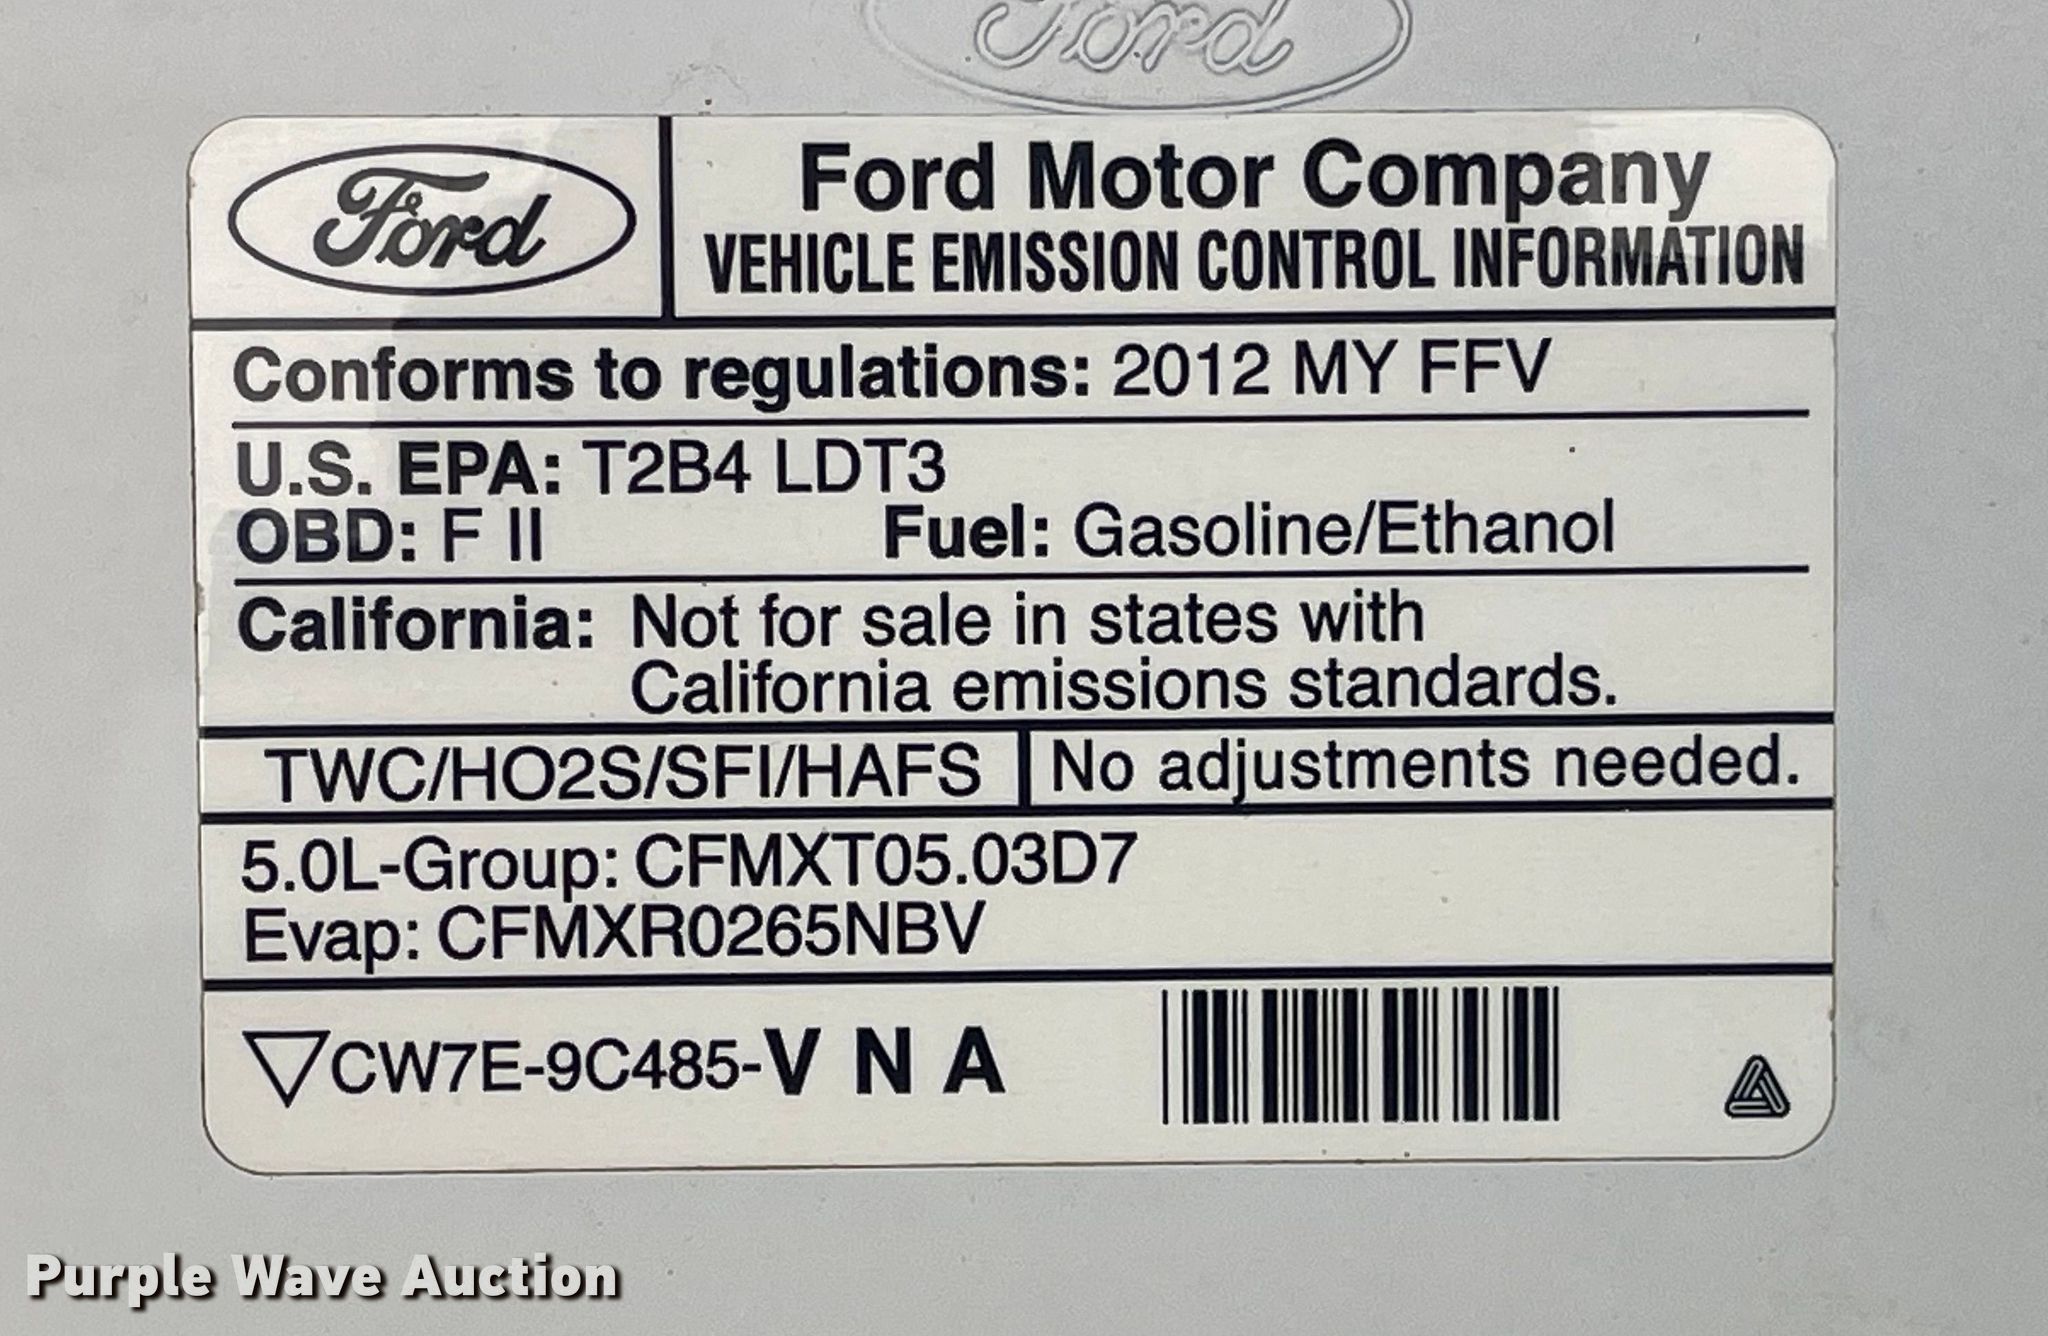 Ford
Ford
Ford Motor Company
VEHICLE EMISSION CONTROL INFORMATION
Conforms to regulations: 2012 MY FFV
U.S. EPA: T2B4 LDT3
OBD: F II Fuel: Gasoline/Ethanol
California: Not for sale in states with
California emissions standards.
TWC/HO2S/SFI/HAFS No adjustments needed.
5.0L-Group: CFMXT05.03D7
Evap: CFMXR0265NBV
CW7E-9C485-V N A
Purple Wave Auction